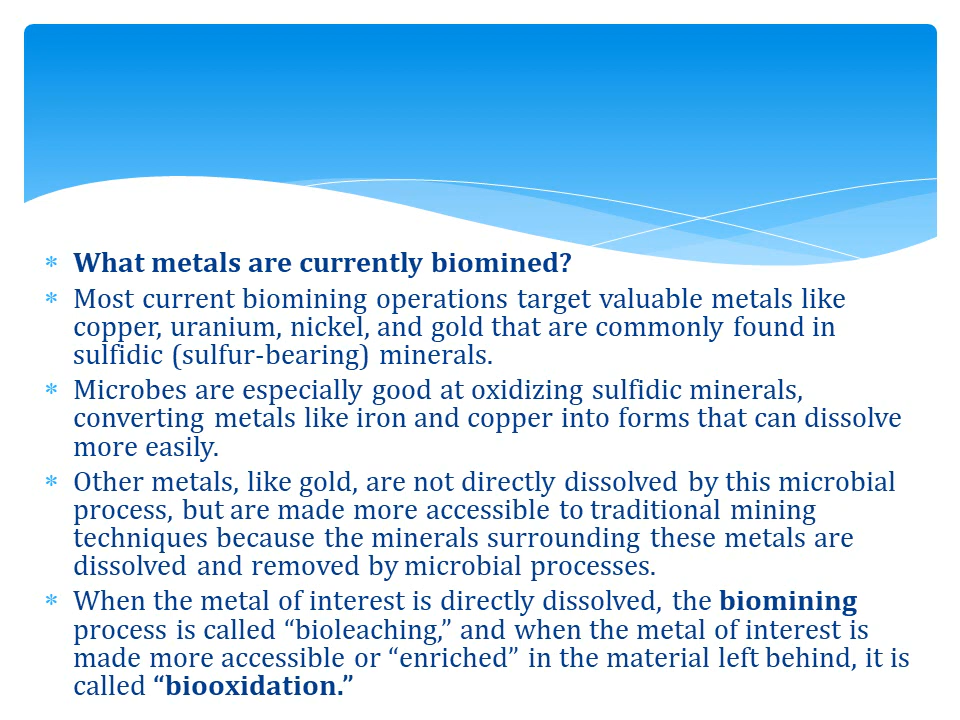 * What metals are currently biomined?
* Most current biomining operations target valuable metals like
copper, uranium, nickel, and gold that are commonly found in
sulfidic (sulfur-bearing) minerals.
* Microbes are especially good at oxidizing sulfidic minerals,
converting metals like iron and copper into forms that can dissolve
more easily.
* Other metals, like gold, are not directly dissolved by this microbial
process, but are made more accessible to traditional mining
techniques because the minerals surrounding these metals are
dissolved and removed by microbial processes.
* When the metal of interest is directly dissolved, the biomining
process is called “bioleaching,” and when the metal of interest is
made more accessible or “enriched” in the material left behind, it is
called “biooxidation.”